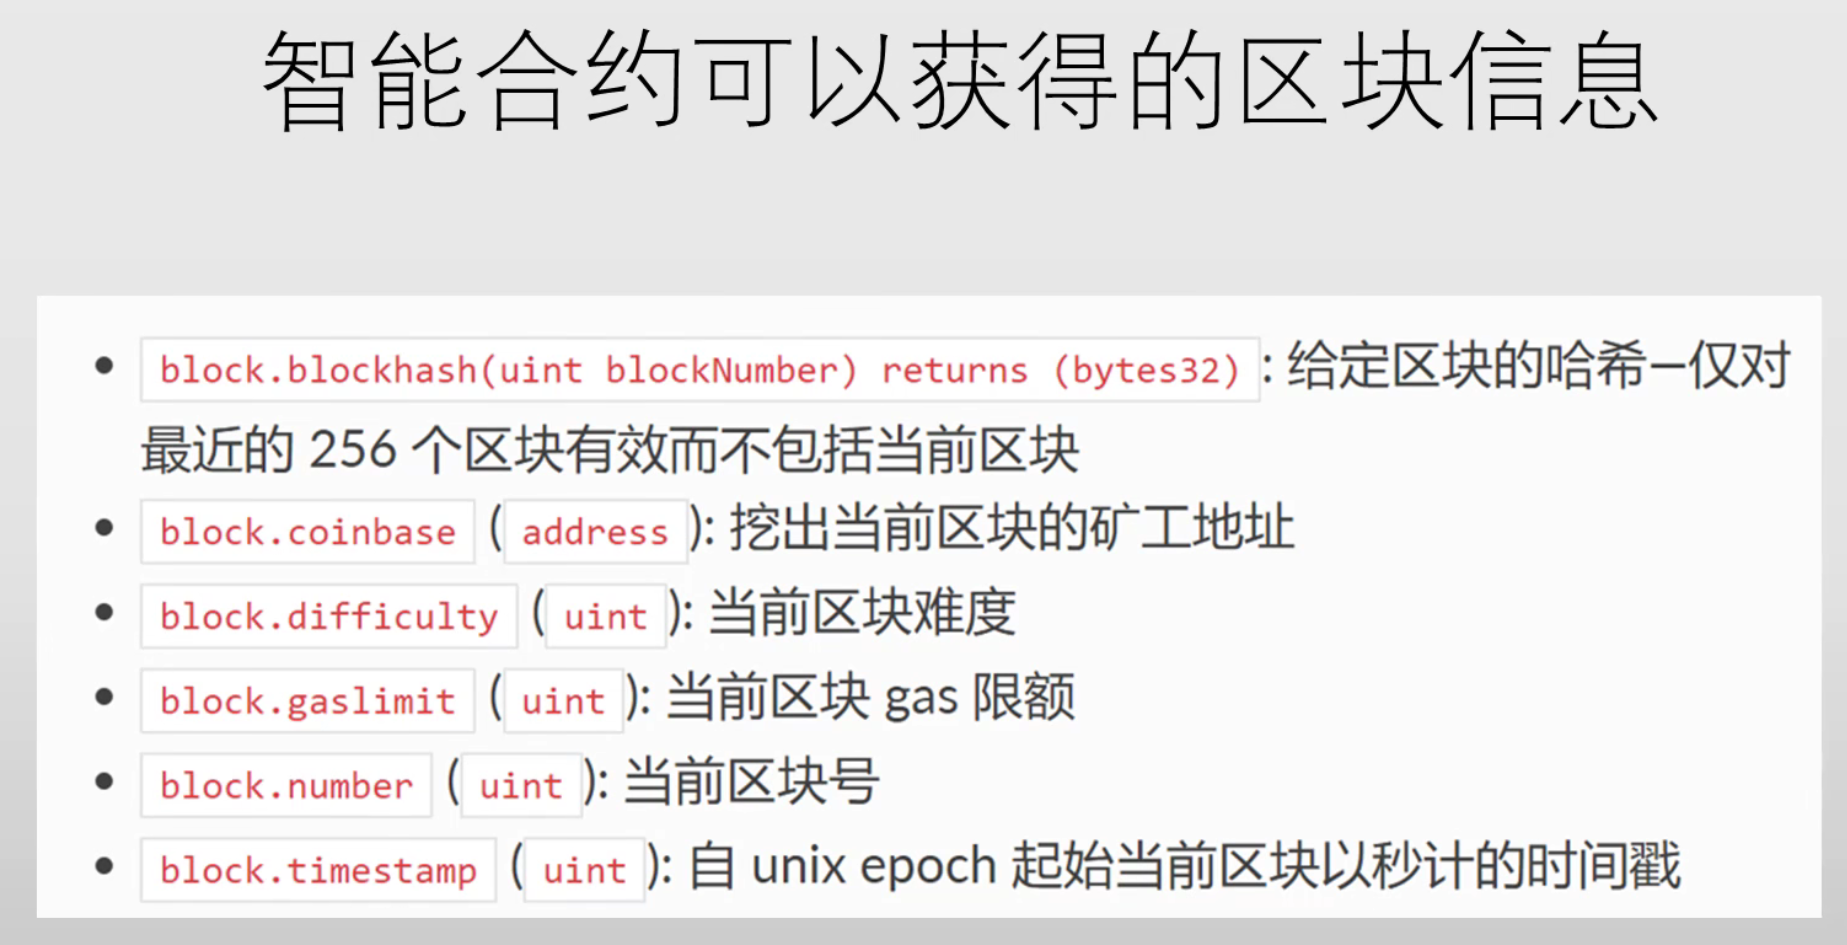 智能合约可以获得的区块信息
• block.blockhash(uint blockNumber) returns (bytes32) : 给定区块的哈希—仅对
最近的 256 个区块有效而不包括当前区块
• block.coinbase ( address ): 挖出当前区块的矿工地址
• block.difficulty ( uint ): 当前区块难度
• block.gaslimit ( uint ): 当前区块 gas 限额
• block.number ( uint ): 当前区块号
• block.timestamp ( uint ): 自 unix epoch 起始当前区块以秒计的时间戳